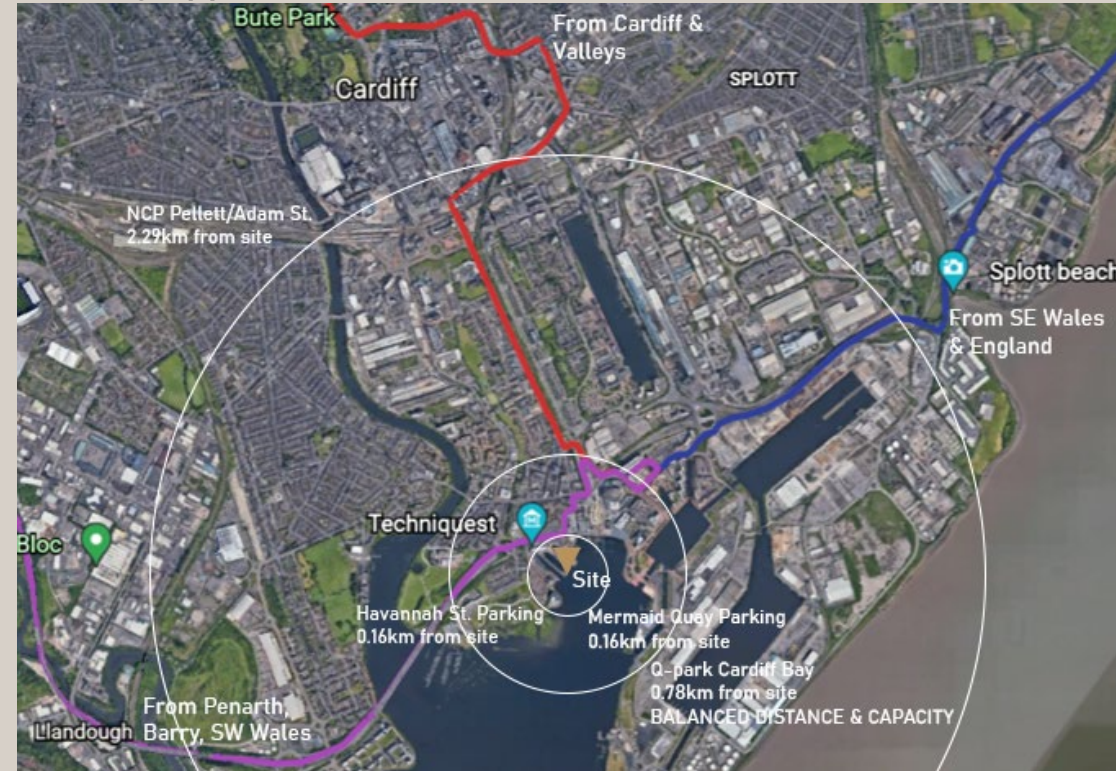 Bute Park
From Cardiff &
Valleys
Cardiff
SPLOTT
NCP Pellett/Adam St.
2.29km from site
Splott beach
From SE Wales
& England
Techniquest
Bloc
Site
Havannah St. Parking
0.16km from site
Mermaid Quay Parking
0.16km from site
Q-park Cardiff Bay
0.78km from site
BALANCED DISTANCE & CAPACITY
From Penarth,
Barry, SW Wales
Llandough